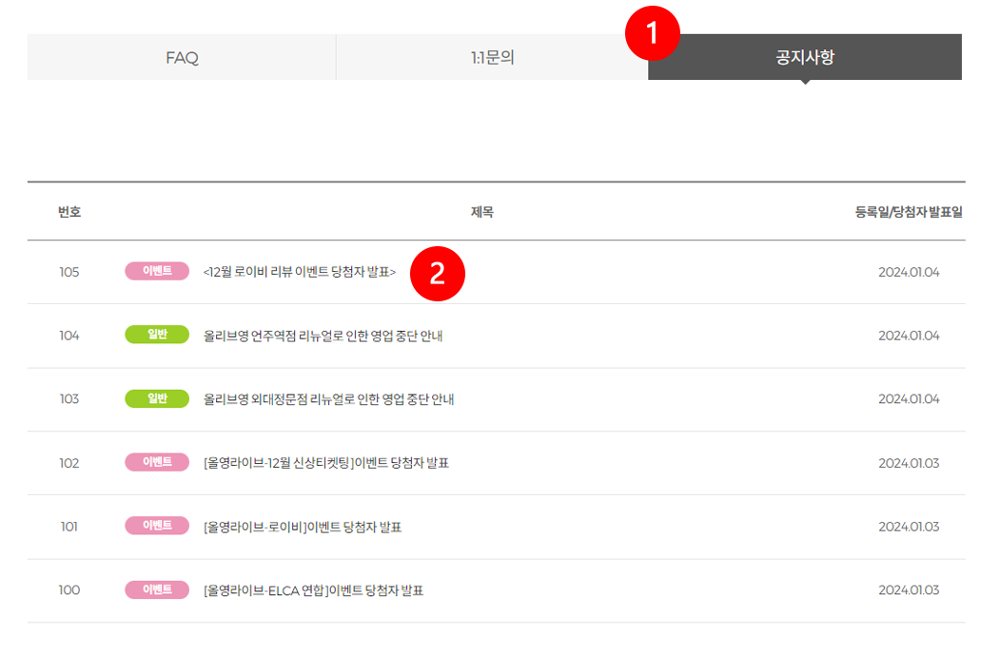 FAQ 1:1문의 1 공지사항
번호 제목 등록일/당첨자 발표일
105 이벤트 <12월 로이비 리뷰 이벤트 당첨자 발표> 2 2024.01.04
104 일반 올리브영 언주역점 리뉴얼로 인한 영업 중단 안내 2024.01.04
103 일반 올리브영 외대정문점 리뉴얼로 인한 영업 중단 안내 2024.01.04
102 이벤트 [올영라이브-12월 신상티켓팅]이벤트 당첨자 발표 2024.01.03
101 이벤트 [올영라이브-로이비]이벤트 당첨자 발표 2024.01.03
100 이벤트 [올영라이브-ELCA 연합]이벤트 당첨자 발표 2024.01.03